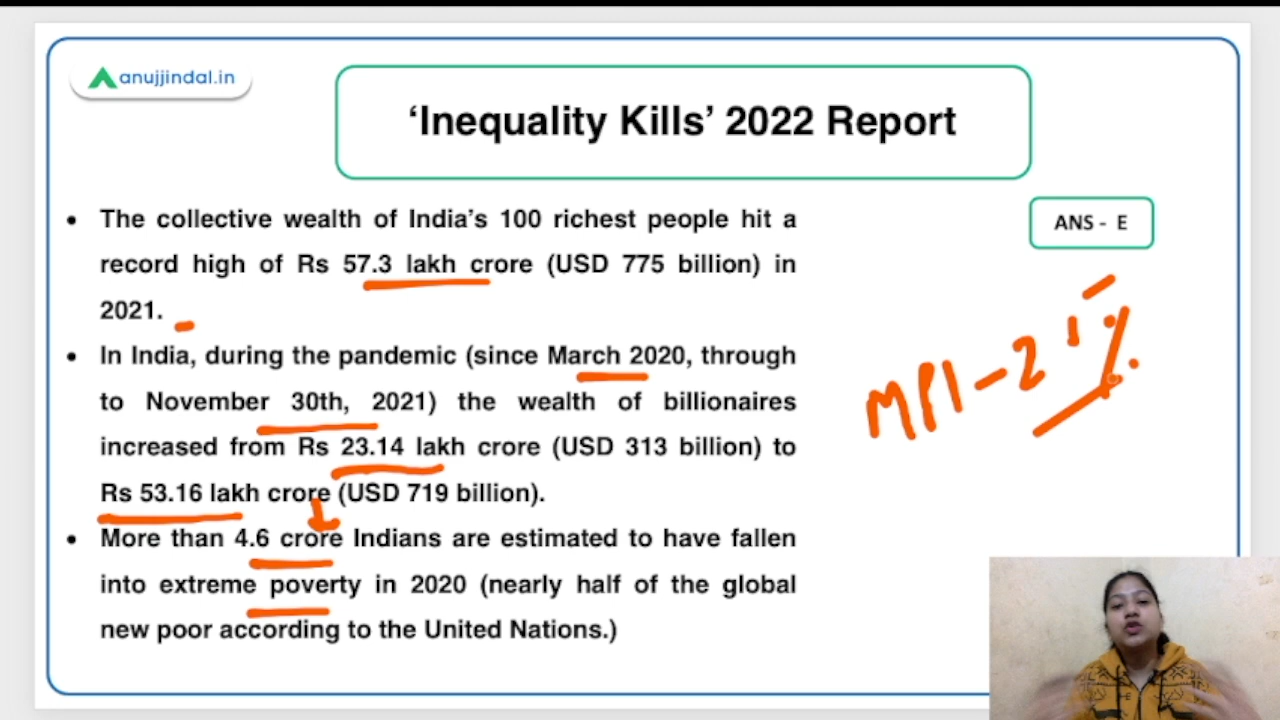 anujjindal.in
‘Inequality Kills’ 2022 Report
• The collective wealth of India’s 100 richest people hit a
record high of Rs 57.3 lakh crore (USD 775 billion) in
2021.
• In India, during the pandemic (since March 2020, through
to November 30th, 2021) the wealth of billionaires
increased from Rs 23.14 lakh crore (USD 313 billion) to
Rs 53.16 lakh crore (USD 719 billion).
• More than 4.6 crore Indians are estimated to have fallen
into extreme poverty in 2020 (nearly half of the global
new poor according to the United Nations.)
ANS - E
MPI-21%